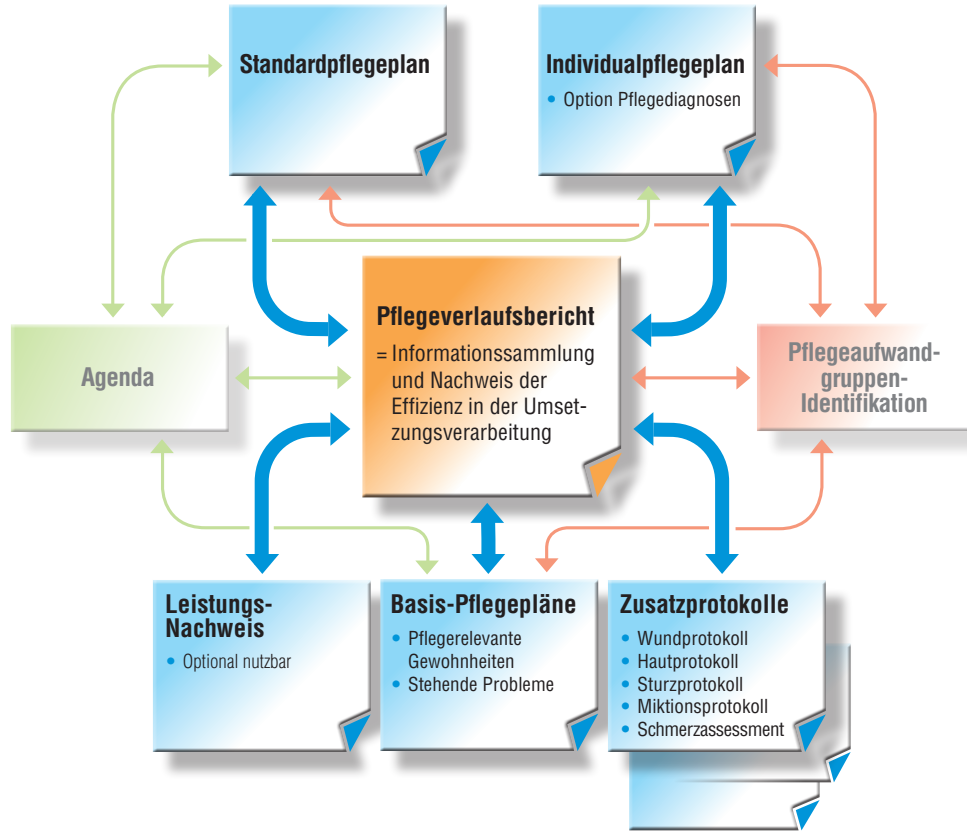 Standardpflegeplan
Individualpflegeplan
• Option Pflegediagnosen
Pflegeverlaufsbericht
= Informationssammlung
und Nachweis der
Effizienz in der Umset-
zungsverarbeitung
Agenda
Pflegeaufwand-
gruppen-
Identifikation
Leistungs-
Nachweis
• Optional nutzbar
Basis-Pflegepläne
• Pflegerelevante
Gewohnheiten
• Stehende Probleme
Zusatzprotokolle
• Wundprotokoll
• Hautprotokoll
• Sturzprotokoll
• Miktionsprotokoll
• Schmerzassessment